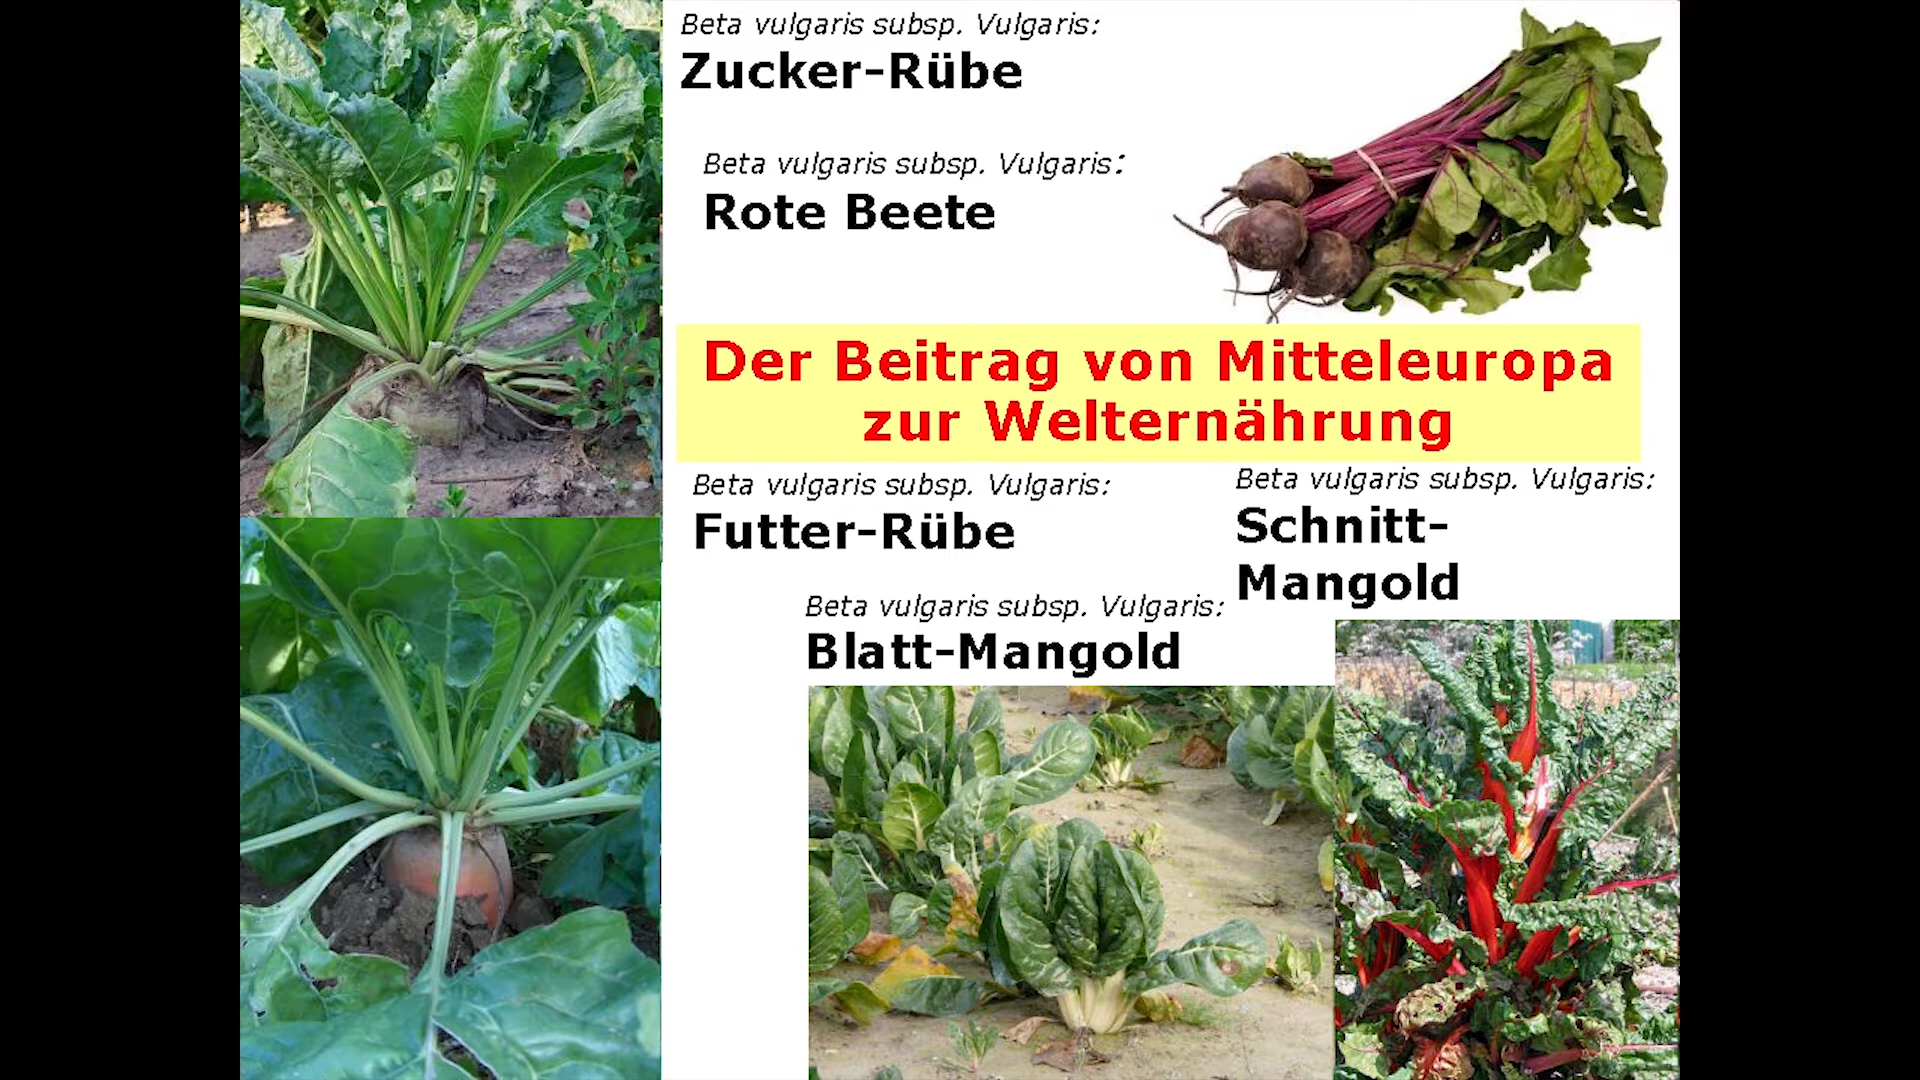 Beta vulgaris subsp. Vulgaris:
Zucker-Rübe
Beta vulgaris subsp. Vulgaris:
Rote Beete
Der Beitrag von Mitteleuropa
zur Welternährung
Beta vulgaris subsp. Vulgaris:
Futter-Rübe
Beta vulgaris subsp. Vulgaris:
Schnitt-
Mangold
Beta vulgaris subsp. Vulgaris:
Blatt-Mangold